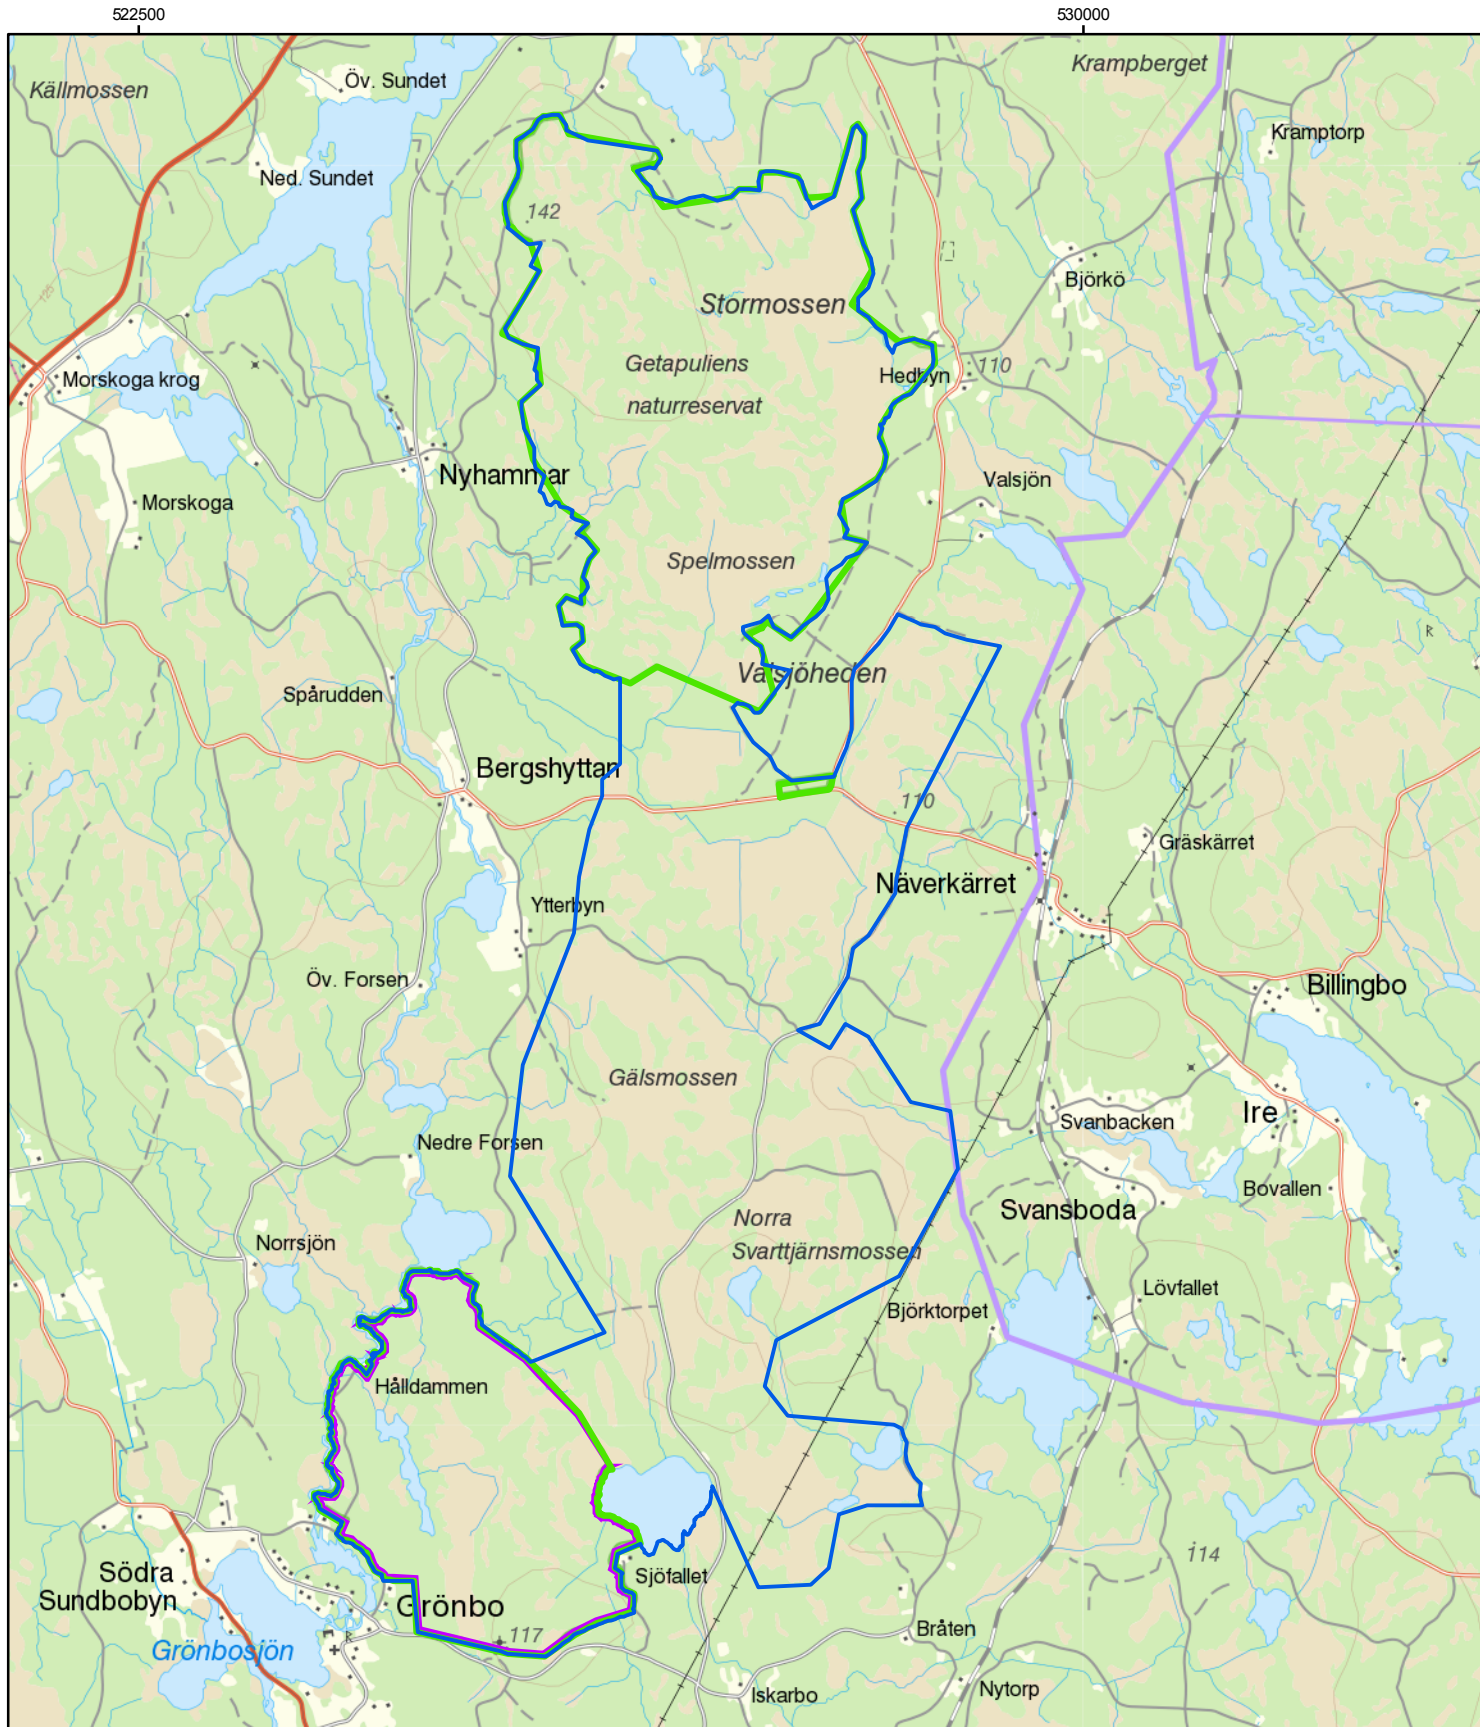 522500
530000
Krampberget
Källmossen
Öv. Sundet
Kramptorp
Ned. Sundet
142
Björkö
125
Stormossen
Getapuliens
naturreservat
Hedbyn
110
Morskoga krog
Nyhammar
Valsjön
Morskoga
Spelmossen
R
Valsjöheden
Spårudden
Bergshyttan
110
Gräskärret
Näverkärret
Ytterbyn
Öv. Forsen
Billingbo
Gälsmossen
Ire
Svanbacken
Nedre Forsen
Bovallen
Svansboda
Norra
Svarttjärnsmossen
Norrsjön
Lövfallet
Björktorpet
Hålldammen
114
Södra
Sundbobyn
Sjöfallet
Grönbo
117
R
Bråten
Grönbosjön
Nytorp
Iskarbo